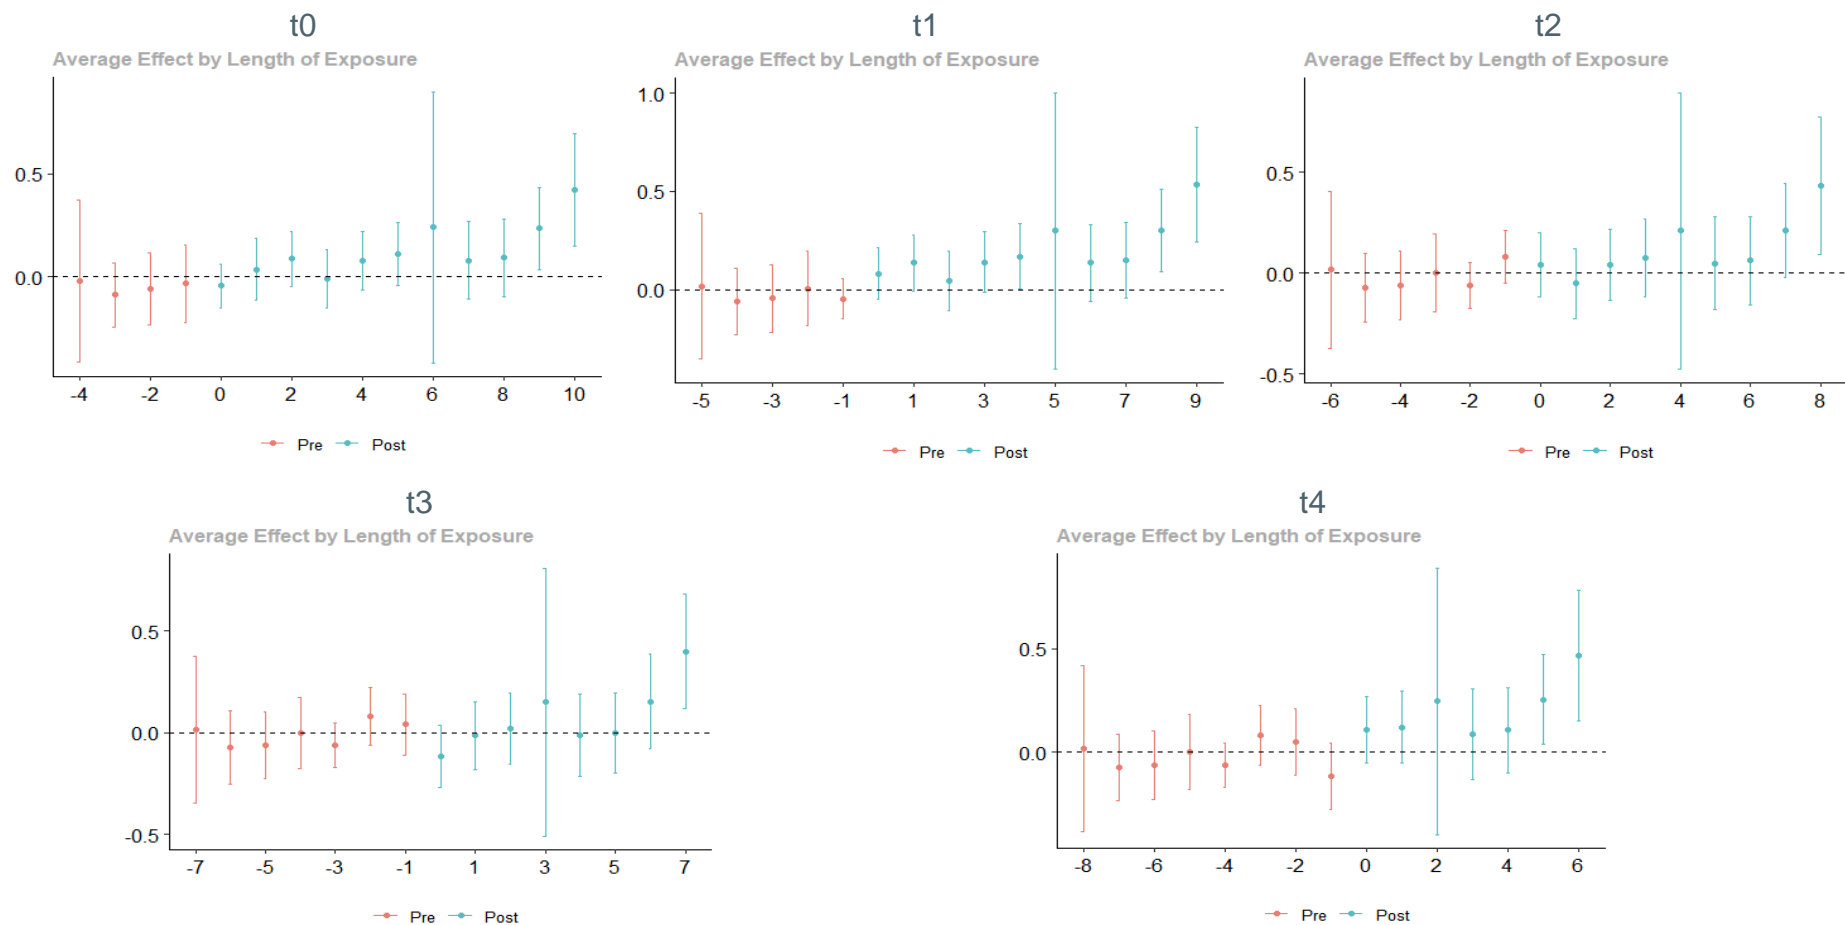 t0
Average Effect by Length of Exposure
0.5
0.0
-4 -2 0 2 4 6 8 10
Pre Post
t1
Average Effect by Length of Exposure
1.0
0.5
0.0
-5 -3 -1 1 3 5 7 9
Pre Post
t2
Average Effect by Length of Exposure
0.5
0.0
-0.5
-6 -4 -2 0 2 4 6 8
Pre Post
t3
Average Effect by Length of Exposure
0.5
0.0
-0.5
-7 -5 -3 -1 1 3 5 7
Pre Post
t4
Average Effect by Length of Exposure
0.5
0.0
-8 -6 -4 -2 0 2 4 6
Pre Post